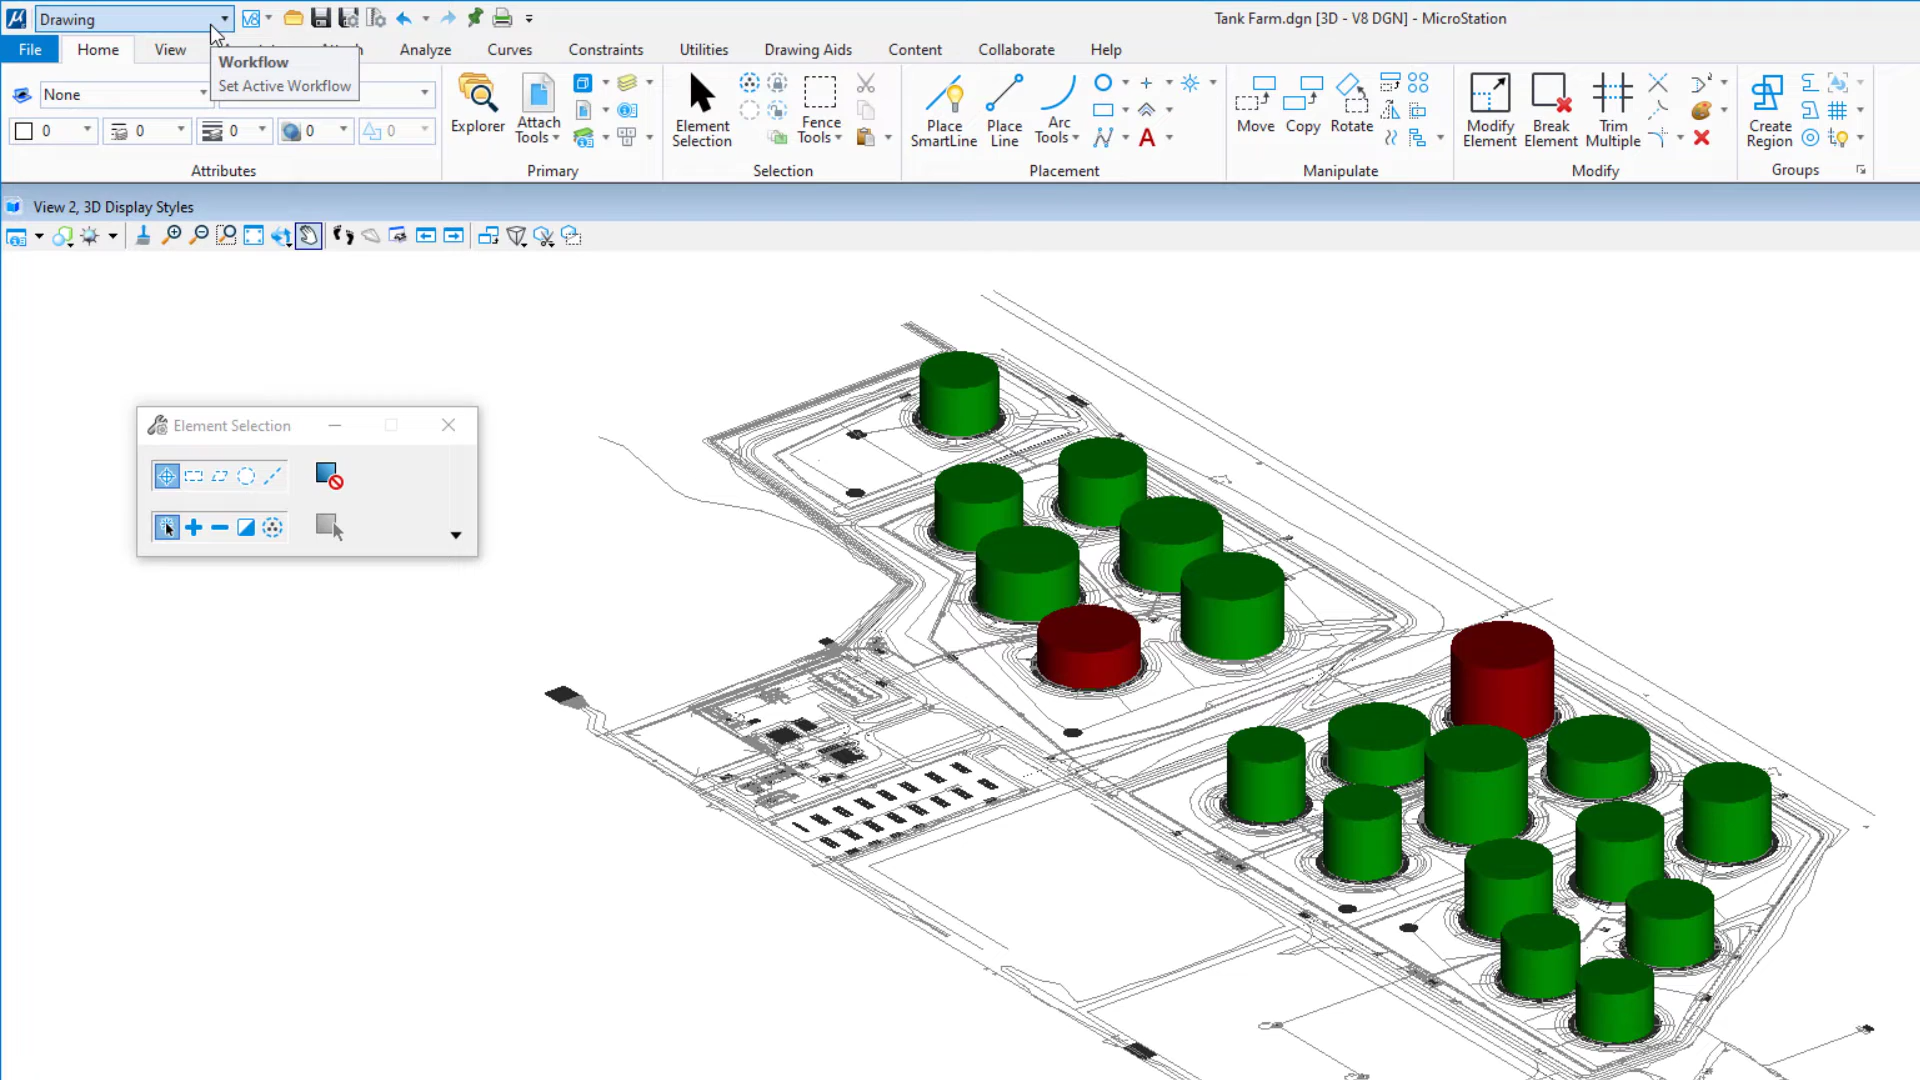 Drawing
Tank Farm.dgn [3D - V8 DGN] - MicroStation
File
Home
View
Analyze
Curves
Constraints
Utilities
Drawing Aids
Content
Collaborate
Help
Workflow
Set Active Workflow
None
0
0
0
0
0
Explorer
Attach
Tools
Element
Selection
Fence
Tools
Place
SmartLine
Place
Line
Arc
Tools
Move
Copy
Rotate
Modify
Element
Break
Element
Trim
Multiple
Create
Region
Attributes
Primary
Selection
Placement
Manipulate
Modify
Groups
View 2, 3D Display Styles
Element Selection